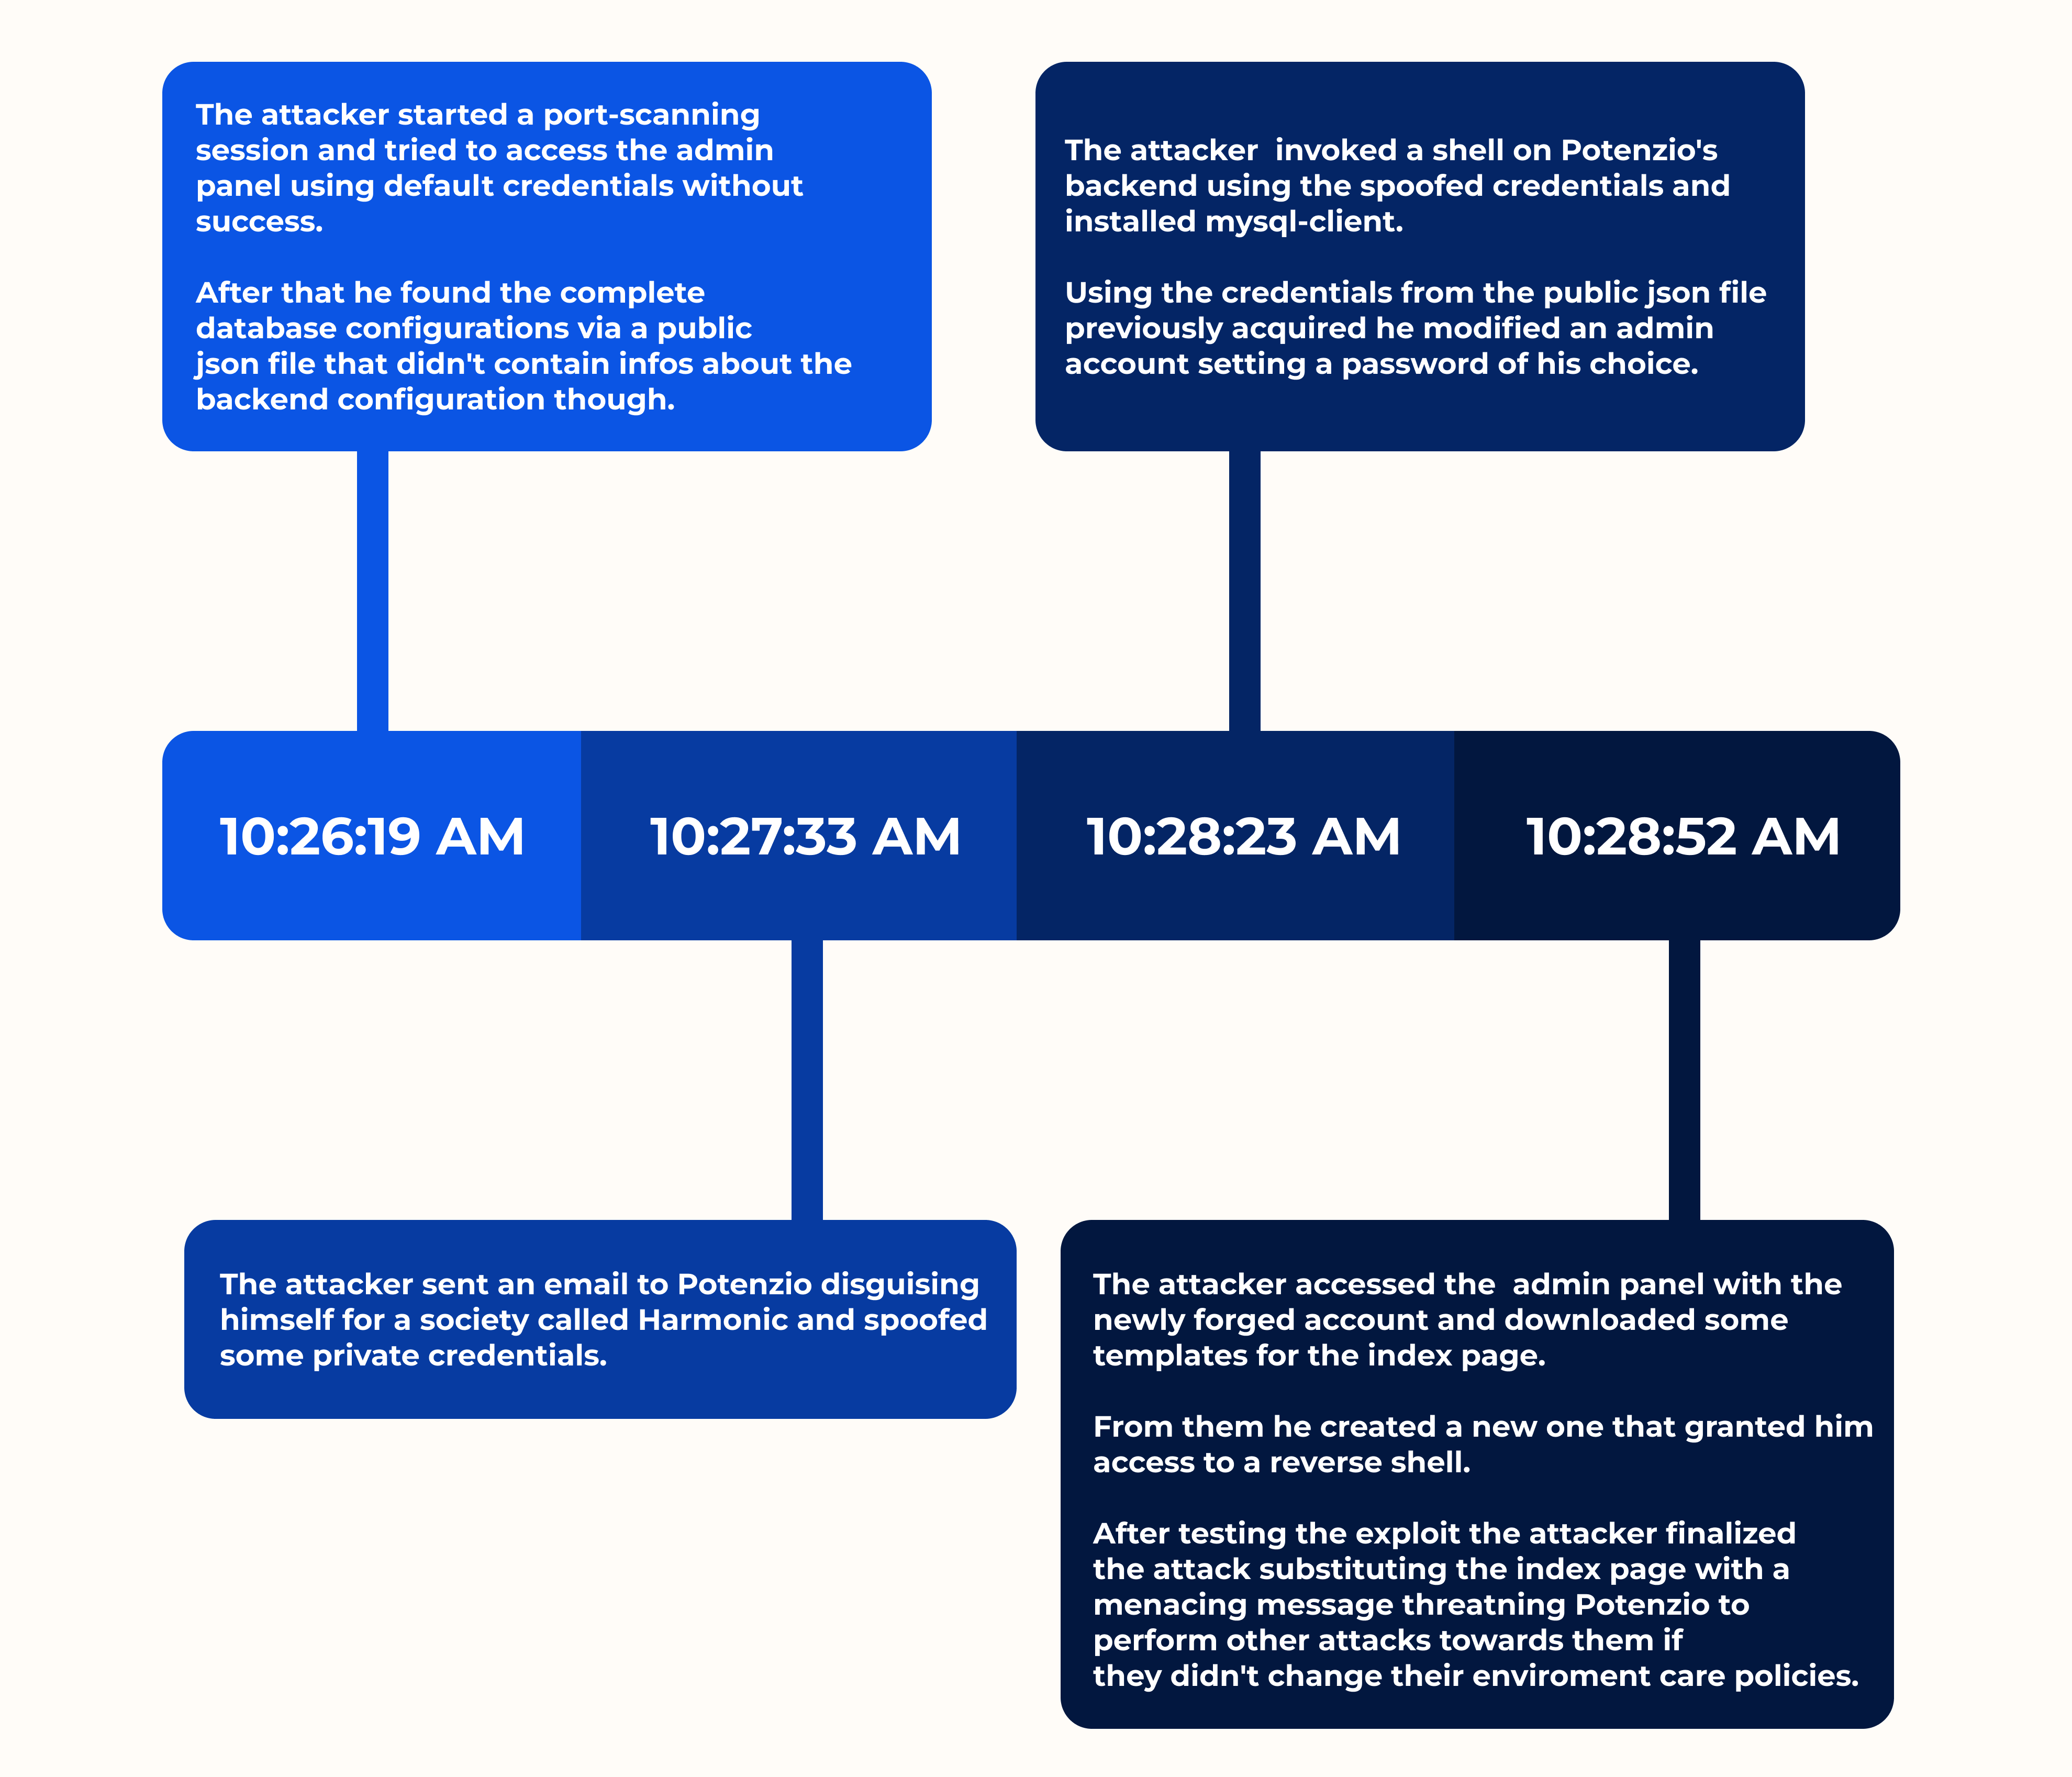 The attacker started a port-scanning
session and tried to access the admin
panel using default credentials without
success.
After that he found the complete
database configurations via a public
json file that didn't contain infos about the
backend configuration though.
The attacker  invoked a shell on Potenzio's
backend using the spoofed credentials and
installed mysql-client.
Using the credentials from the public json file
previously acquired he modified an admin
account setting a password of his choice.
10:26:19 AM
10:27:33 AM
10:28:23 AM
10:28:52 AM
The attacker sent an email to Potenzio disguising
himself for a society called Harmonic and spoofed
some private credentials.
The attacker accessed the  admin panel with the
newly forged account and downloaded some
templates for the index page.
From them he created a new one that granted him
access to a reverse shell.
After testing the exploit the attacker finalized
the attack substituting the index page with a
menacing message threatning Potenzio to
perform other attacks towards them if
they didn't change their enviroment care policies.